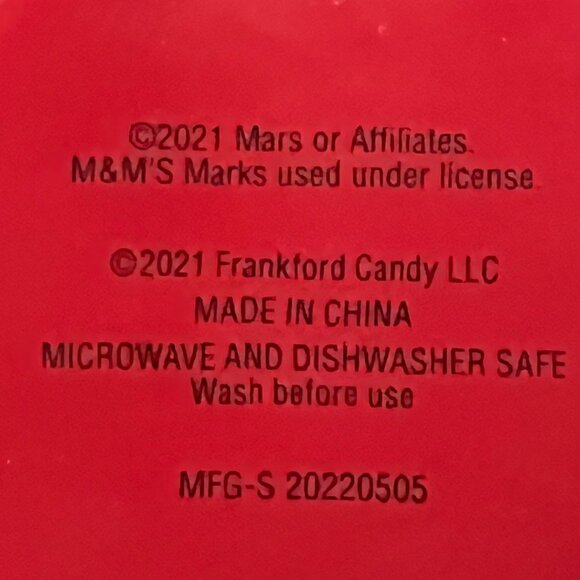 ©2021 Mars or Affiliates.
M&M'S Marks used under license
©2021 Frankford Candy LLC
MADE IN CHINA
MICROWAVE AND DISHWASHER SAFE
Wash before use
MFG-S 20220505